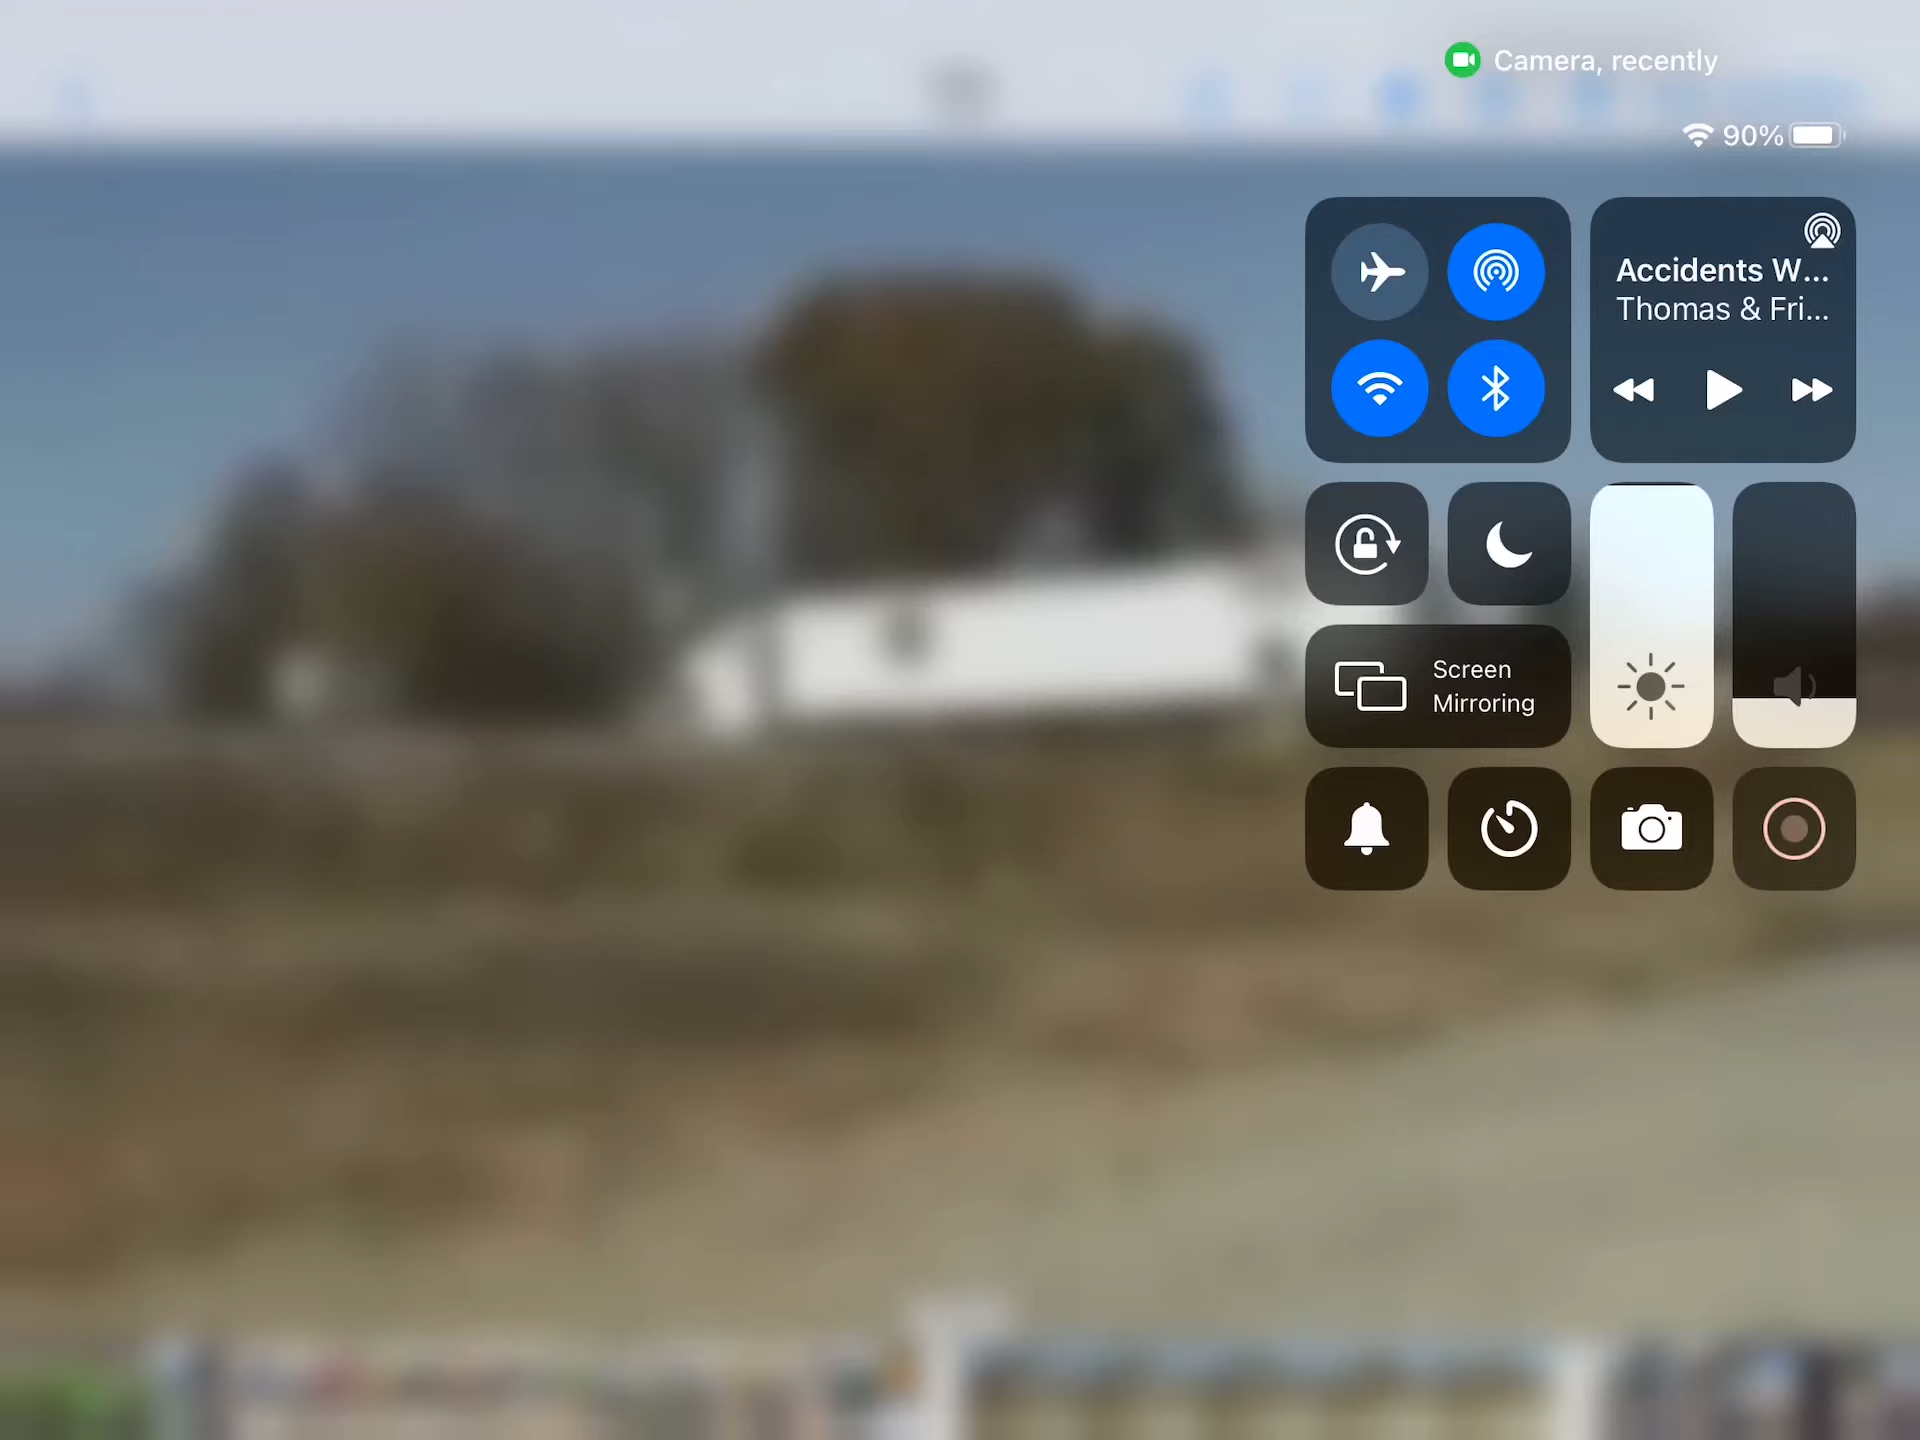 Camera, recently
90%
Accidents W...
Thomas & Fri...
Screen
Mirroring